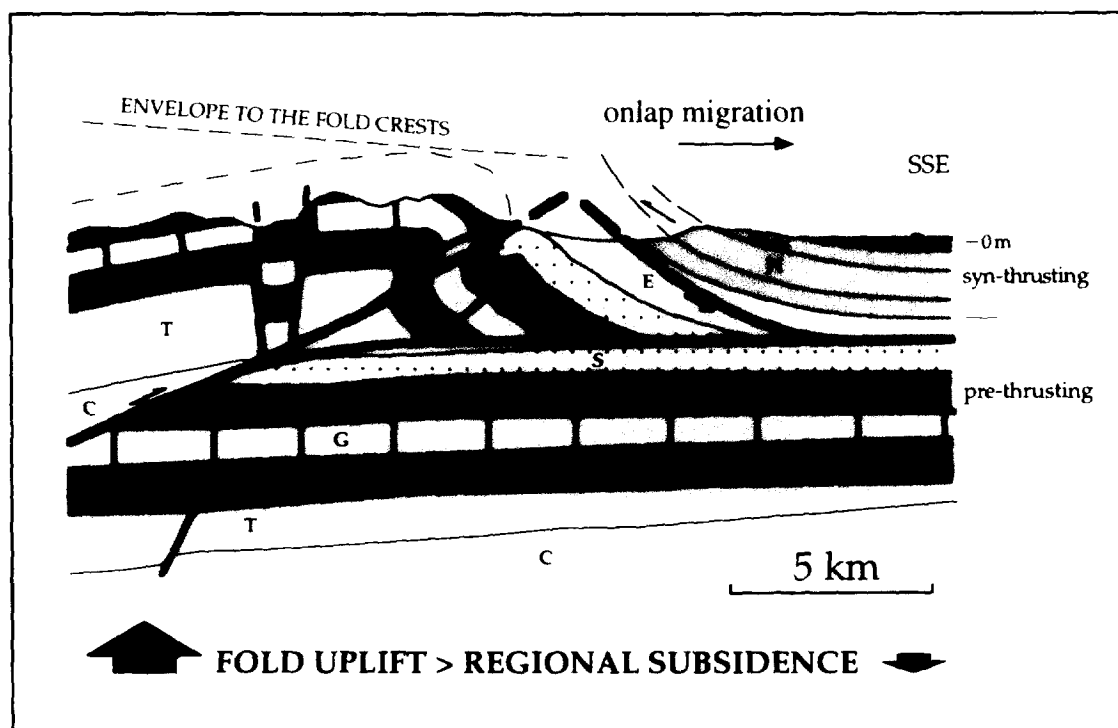 ENVELOPE TO THE FOLD CRESTS
onlap migration
SSE
-0m
syn-thrusting
E
T
S
C
pre-thrusting
G
T
C
5 km
FOLD UPLIFT > REGIONAL SUBSIDENCE